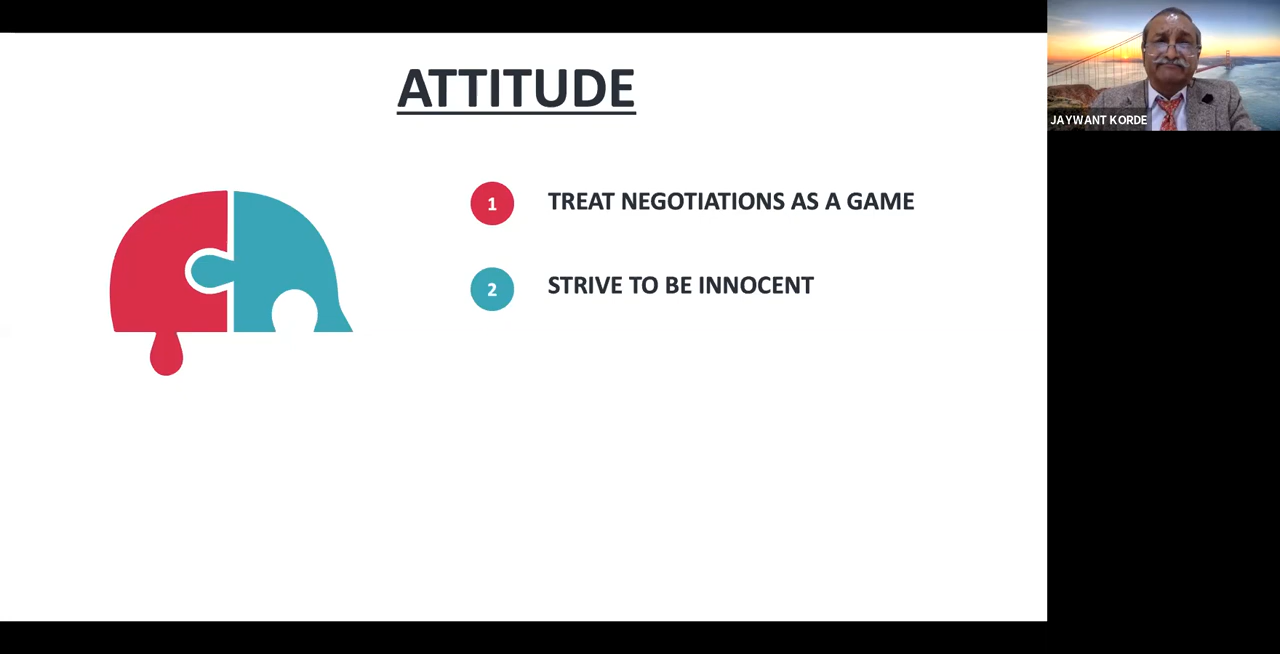 ATTITUDE
1 TREAT NEGOTIATIONS AS A GAME
2 STRIVE TO BE INNOCENT
JAYWANT KORDE